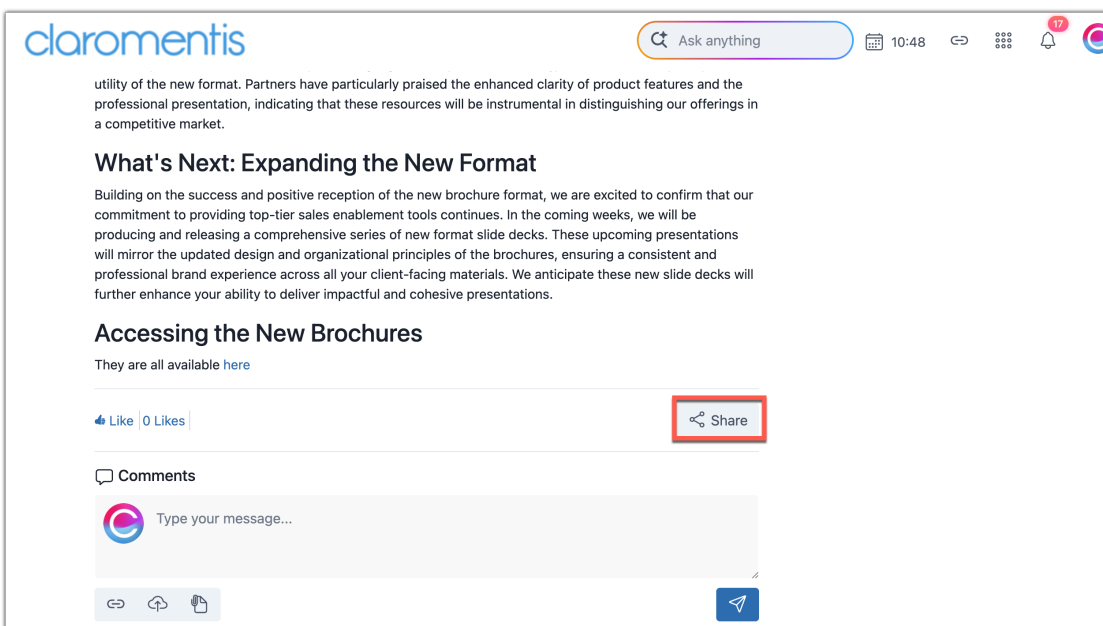 claromentis
Ask anything
10:48
17
utility of the new format. Partners have particularly praised the enhanced clarity of product features and the
professional presentation, indicating that these resources will be instrumental in distinguishing our offerings in
a competitive market.
What's Next: Expanding the New Format
Building on the success and positive reception of the new brochure format, we are excited to confirm that our
commitment to providing top-tier sales enablement tools continues. In the coming weeks, we will be
producing and releasing a comprehensive series of new format slide decks. These upcoming presentations
will mirror the updated design and organizational principles of the brochures, ensuring a consistent and
professional brand experience across all your client-facing materials. We anticipate these new slide decks will
further enhance your ability to deliver impactful and cohesive presentations.
Accessing the New Brochures
They are all available here
Like 0 Likes
Share
Comments
Type your message...